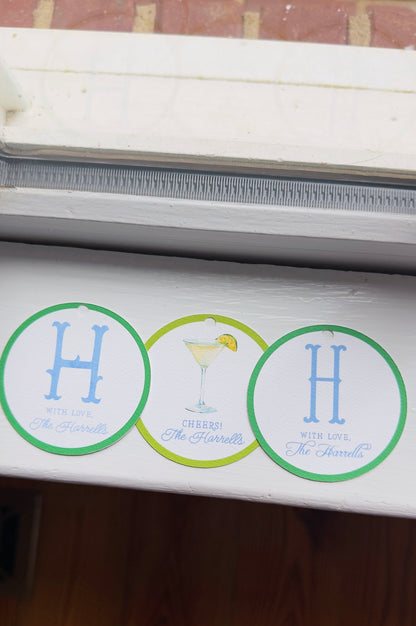 H
WITH LOVE,
The Harrells
CHEERS!
The Harrells
H
WITH LOVE,
The Harrells